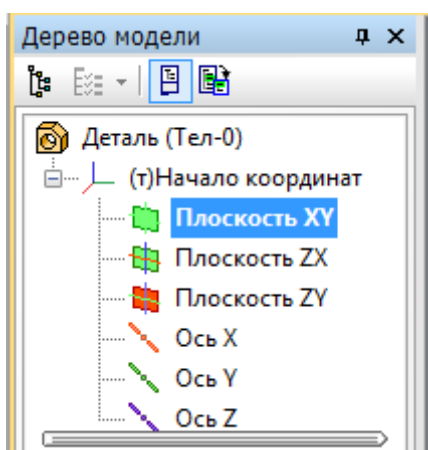 Дерево модели
Деталь (Тел-0)
(т)Начало координат
Плоскость XY
Плоскость ZX
Плоскость ZY
Ось X
Ось Y
Ось Z